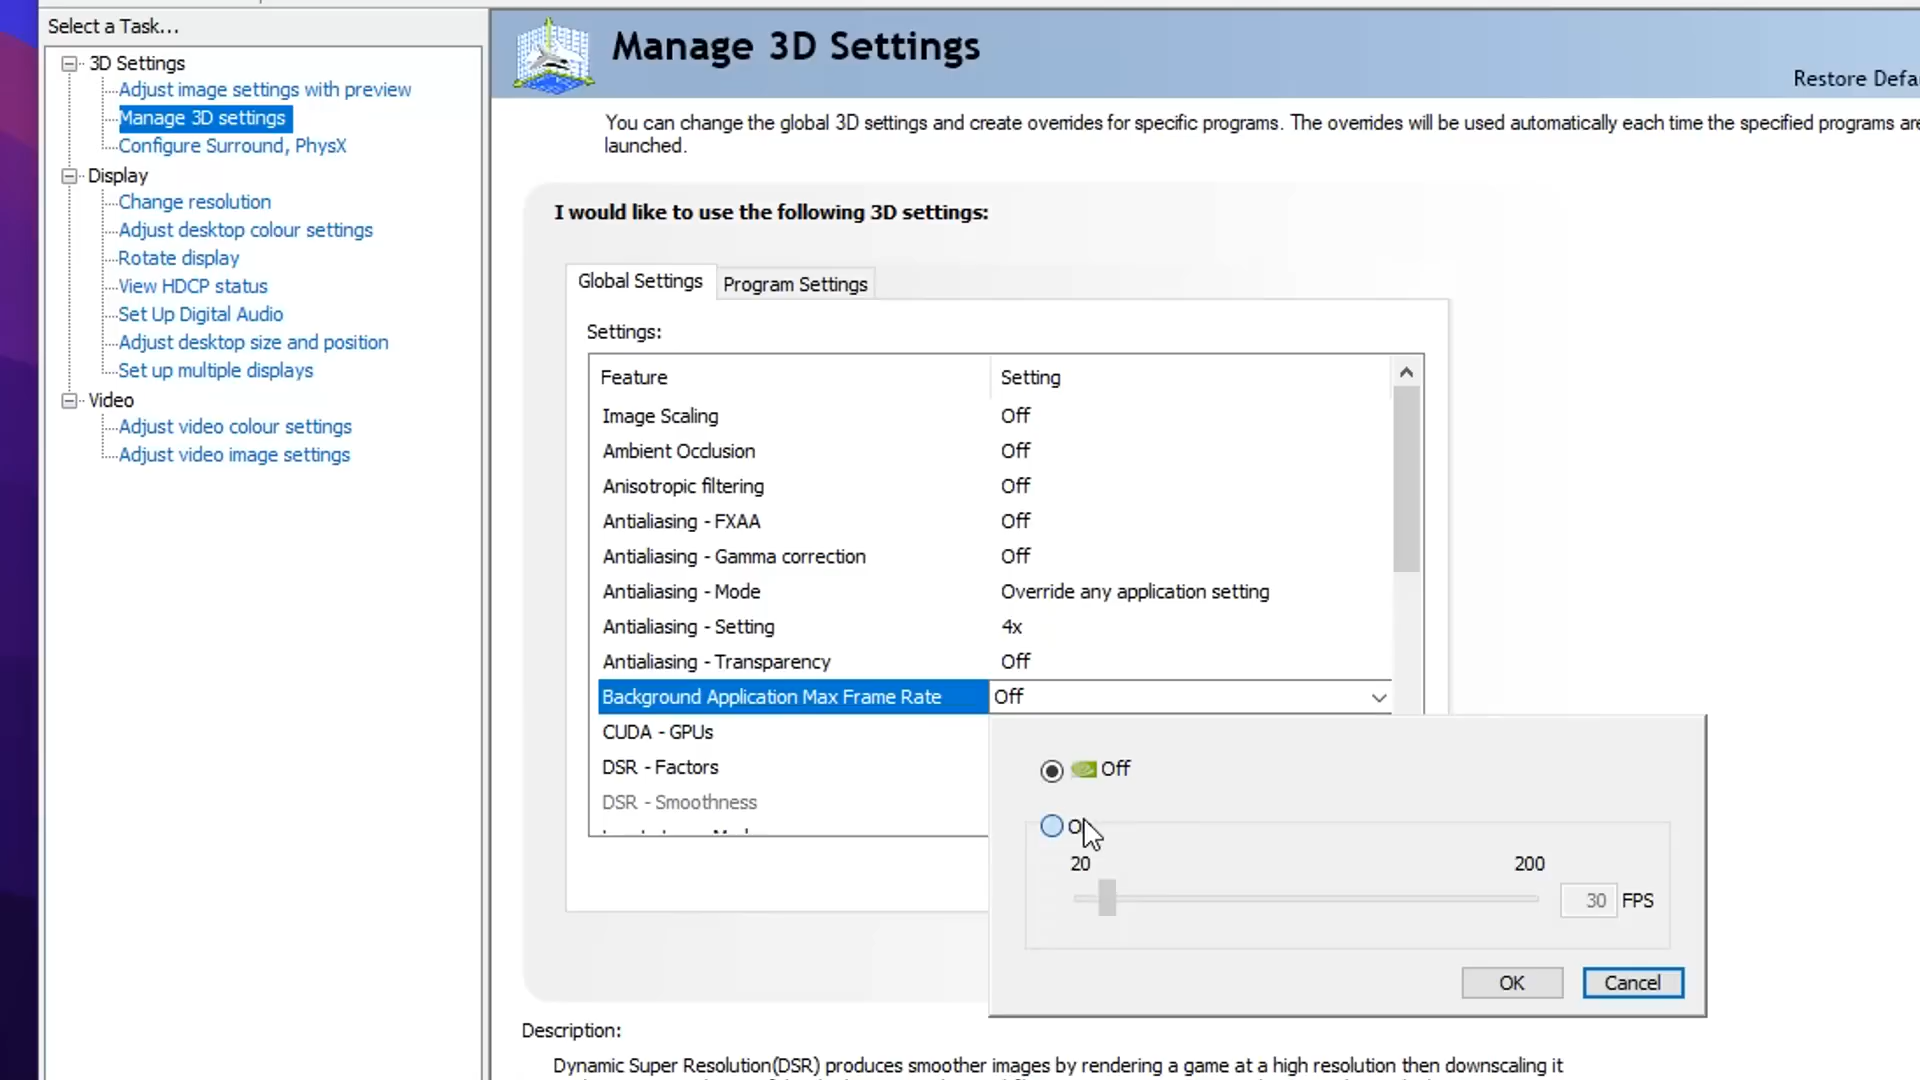 Select a Task...
3D Settings
Adjust image settings with preview
Manage 3D settings
Configure Surround, PhysX
Display
Change resolution
Adjust desktop colour settings
Rotate display
View HDCP status
Set Up Digital Audio
Adjust desktop size and position
Set up multiple displays
Video
Adjust video colour settings
Adjust video image settings
Manage 3D Settings
Restore Defa
You can change the global 3D settings and create overrides for specific programs. The overrides will be used automatically each time the specified programs are
launched.
I would like to use the following 3D settings:
Global Settings
Program Settings
Settings:
Feature Setting
Image Scaling Off
Ambient Occlusion Off
Anisotropic filtering Off
Antialiasing - FXAA Off
Antialiasing - Gamma correction Off
Antialiasing - Mode Override any application setting
Antialiasing - Setting 4x
Antialiasing - Transparency Off
Background Application Max Frame Rate Off
CUDA - GPUs
DSR - Factors
DSR - Smoothness
Off
20 200
30 FPS
OK Cancel
Description:
Dynamic Super Resolution(DSR) produces smoother images by rendering a game at a high resolution then downscaling it